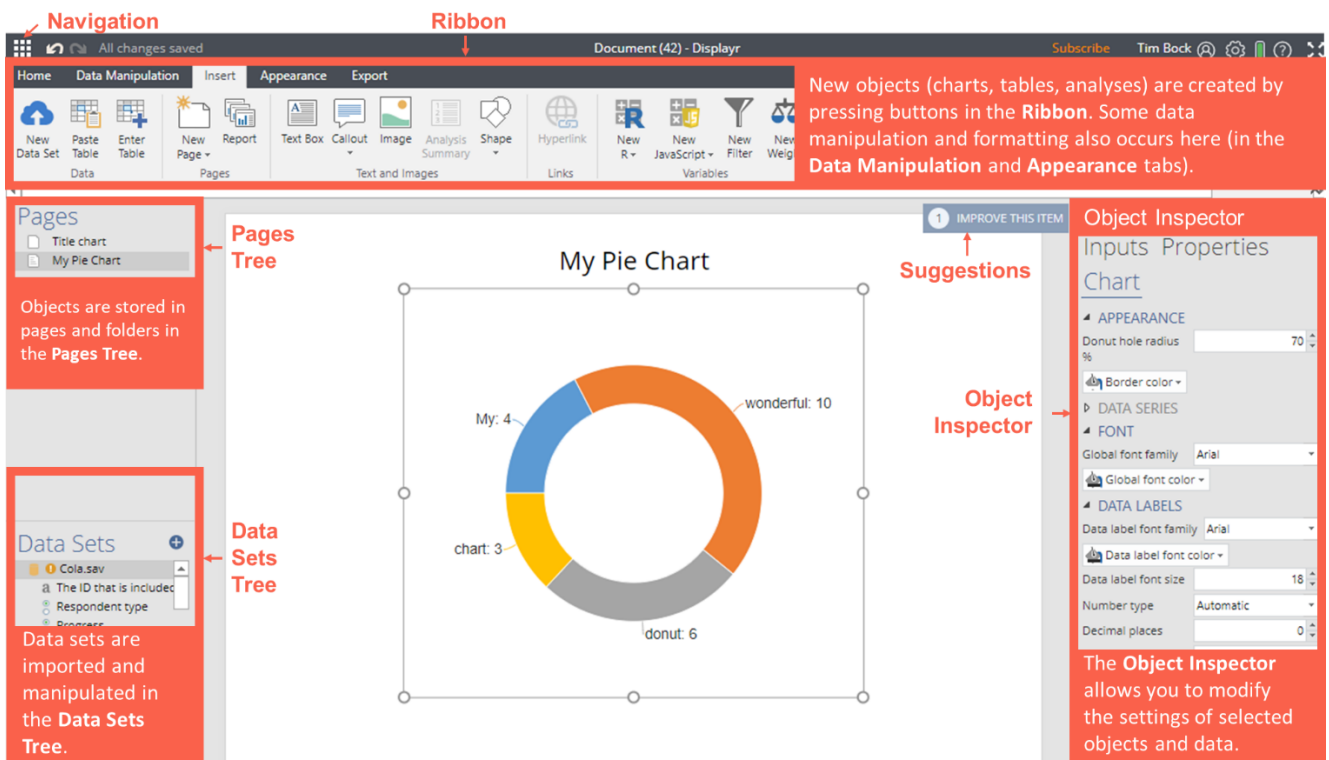 Navigation
Ribbon
All changes saved
Document (42) - Displayr
Subscribe
Tim Bock
Home Data Manipulation Insert Appearance Export
New Data Set
Paste Table
Enter Table
Data
New Page
Report
Pages
Text Box
Callout
Image
Analysis Summary
Shape
Text and Images
Hyperlink
Links
New R
New JavaScript
New Filter
New Weigh
Variables
New objects (charts, tables, analyses) are created by
pressing buttons in the Ribbon. Some data
manipulation and formatting also occurs here (in the
Data Manipulation and Appearance tabs).
Pages
Title chart
My Pie Chart
Objects are stored in
pages and folders in
the Pages Tree.
Pages
Tree
Data Sets
Cola.sav
a The ID that is included
Respondent type
Progress
Data sets are
imported and
manipulated in
the Data Sets
Tree.
Data
Sets
Tree
1 IMPROVE THIS ITEM
Suggestions
My Pie Chart
wonderful: 10
My: 4
chart: 3
donut: 6
Object
Inspector
Object Inspector
Inputs Properties
Chart
APPEARANCE
Donut hole radius 70
%
Border color
DATA SERIES
FONT
Global font family Arial
Global font color
DATA LABELS
Data label font family Arial
Data label font color
Data label font size 18
Number type Automatic
Decimal places 0
The Object Inspector
allows you to modify
the settings of selected
objects and data.